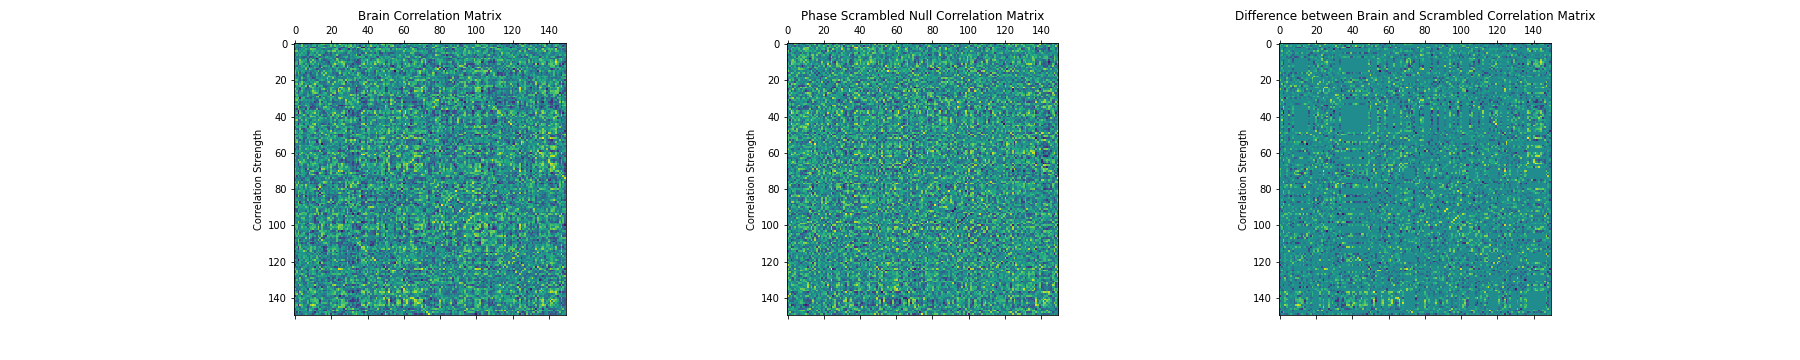 Brain Correlation Matrix
0 20 40 60 80 100 120 140
0
20
40
60
80
100
120
140
Correlation Strength
Phase Scrambled Null Correlation Matrix
0 20 40 60 80 100 120 140
0
20
40
60
80
100
120
140
Correlation Strength
Difference between Brain and Scrambled Correlation Matrix
0 20 40 60 80 100 120 140
0
20
40
60
80
100
120
140
Correlation Strength